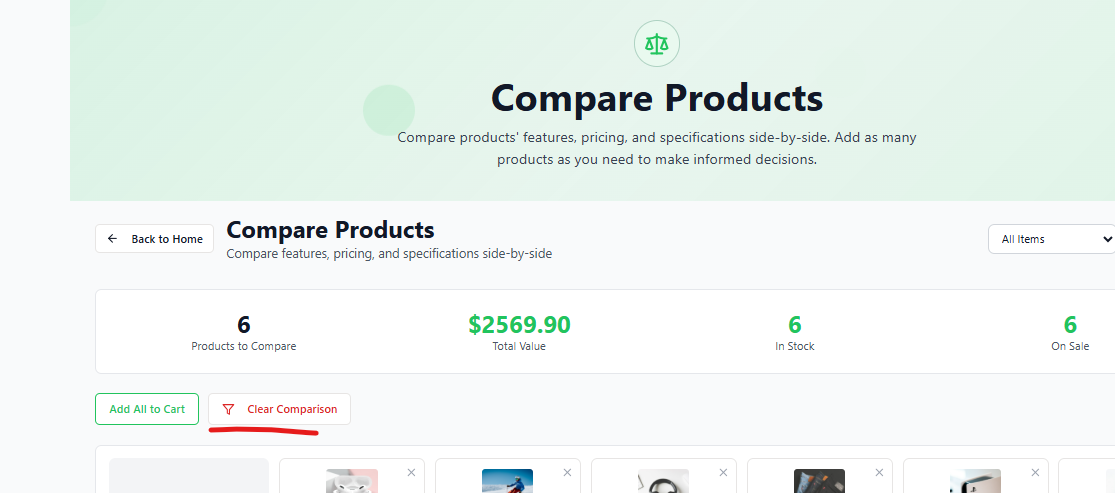 Compare Products
Compare products' features, pricing, and specifications side-by-side. Add as many
products as you need to make informed decisions.
Back to Home
Compare Products
Compare features, pricing, and specifications side-by-side
All Items
6
Products to Compare
$2569.90
Total Value
6
In Stock
6
On Sale
Add All to Cart
Clear Comparison